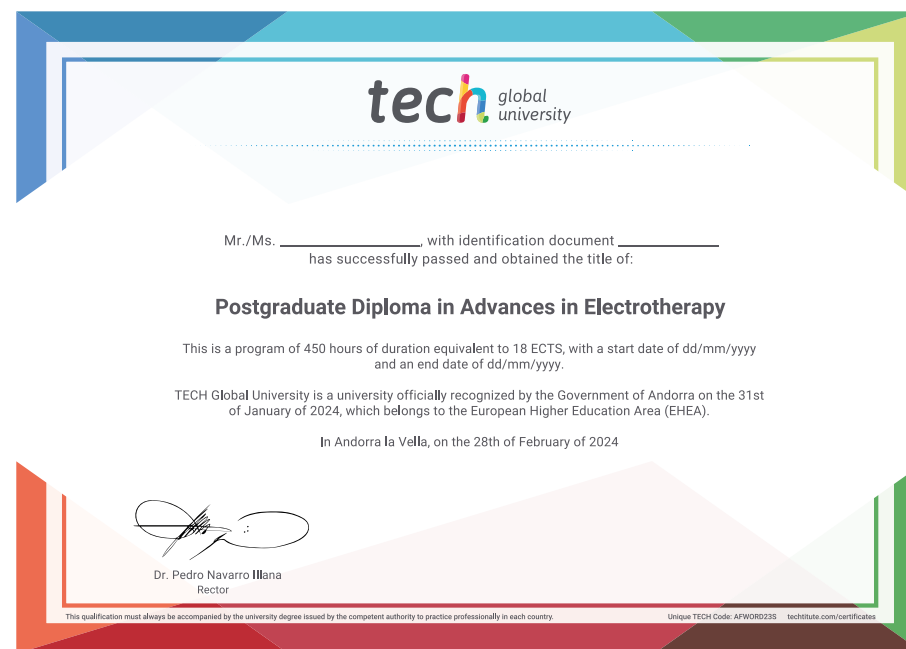 tech global
university
Mr./Ms. ____________, with identification document ____________
has successfully passed and obtained the title of:
Postgraduate Diploma in Advances in Electrotherapy
This is a program of 450 hours of duration equivalent to 18 ECTS, with a start date of dd/mm/yyyy
and an end date of dd/mm/yyyy.
TECH Global University is a university officially recognized by the Government of Andorra on the 31st
of January of 2024, which belongs to the European Higher Education Area (EHEA).
In Andorra la Vella, on the 28th of February of 2024
Dr. Pedro Navarro Illana
Rector
This qualification must always be accompanied by the university degree issued by the competent authority to practice professionally in each country. Unique TECH Code: AFWORD23S techtitute.com/certificates